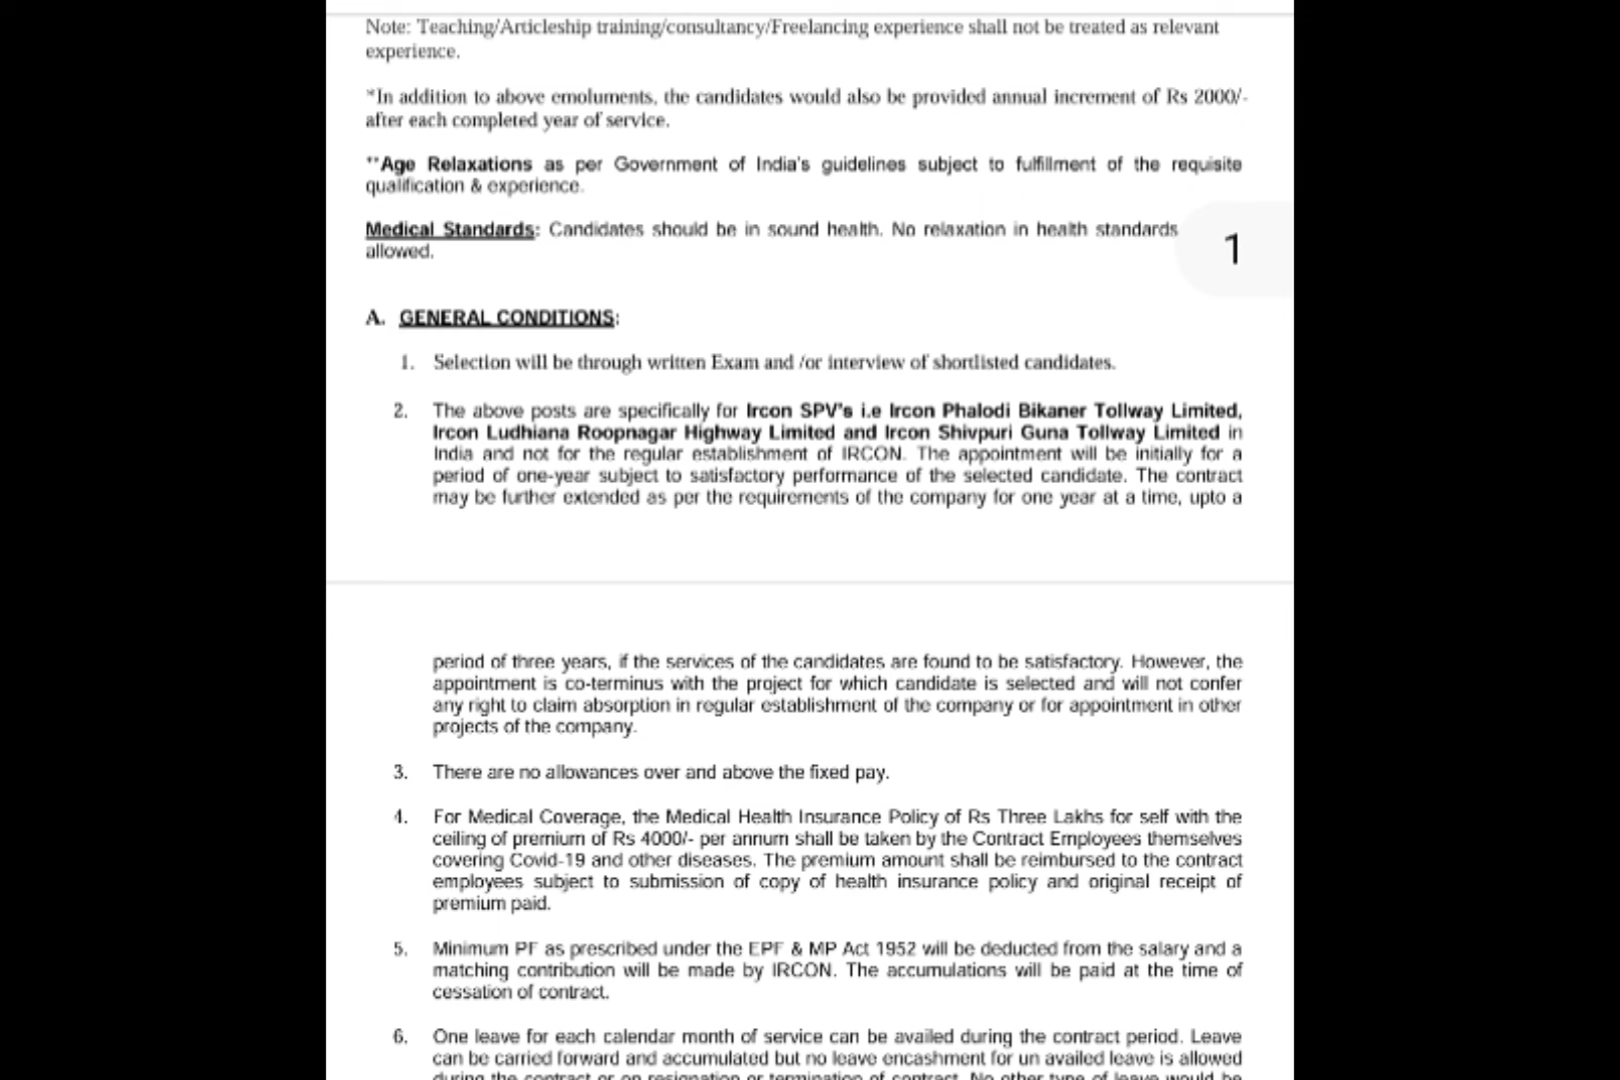 Note: Teaching/Articleship training/consultancy/Freelancing experience shall not be treated as relevant
experience.
*In addition to above emoluments, the candidates would also be provided annual increment of Rs 2000/-
after each completed year of service.
**Age Relaxations as per Government of India's guidelines subject to fulfillment of the requisite
qualification & experience.
Medical Standards: Candidates should be in sound health. No relaxation in health standards
allowed.
1
A. GENERAL CONDITIONS:
1. Selection will be through written Exam and /or interview of shortlisted candidates.
2. The above posts are specifically for Ircon SPV's i.e Ircon Phalodi Bikaner Tollway Limited,
Ircon Ludhiana Roopnagar Highway Limited and Ircon Shivpuri Guna Tollway Limited in
India and not for the regular establishment of IRCON. The appointment will be initially for a
period of one-year subject to satisfactory performance of the selected candidate. The contract
may be further extended as per the requirements of the company for one year at a time, upto a
period of three years, if the services of the candidates are found to be satisfactory. However, the
appointment is co-terminus with the project for which candidate is selected and will not confer
any right to claim absorption in regular establishment of the company or for appointment in other
projects of the company.
3. There are no allowances over and above the fixed pay.
4. For Medical Coverage, the Medical Health Insurance Policy of Rs Three Lakhs for self with the
ceiling of premium of Rs 4000/- per annum shall be taken by the Contract Employees themselves
covering Covid-19 and other diseases. The premium amount shall be reimbursed to the contract
employees subject to submission of copy of health insurance policy and original receipt of
premium paid.
5. Minimum PF as prescribed under the EPF & MP Act 1952 will be deducted from the salary and a
matching contribution will be made by IRCON. The accumulations will be paid at the time of
cessation of contract.
6. One leave for each calendar month of service can be availed during the contract period. Leave
can be carried forward and accumulated but no leave encashment for un availed leave is allowed
during the contract or on resignation or termination of contract. No other type of leave would be